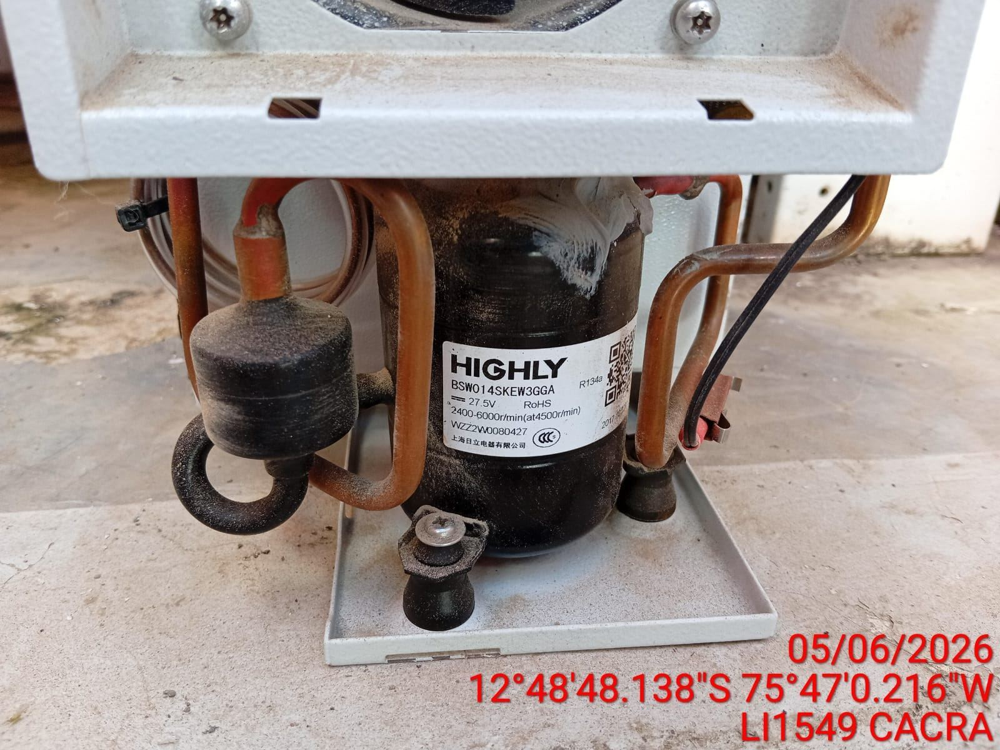 HIGHLY
BSW014SKEW3GGA
R134a
27.5V RoHS
2400-6000r/min(at4500r/min)
WZZ2W0080427
CCC S
上海日立电器有限公司
05/06/2026
12°48'48.138"S 75°47'0.216"W
LI1549 CACRA